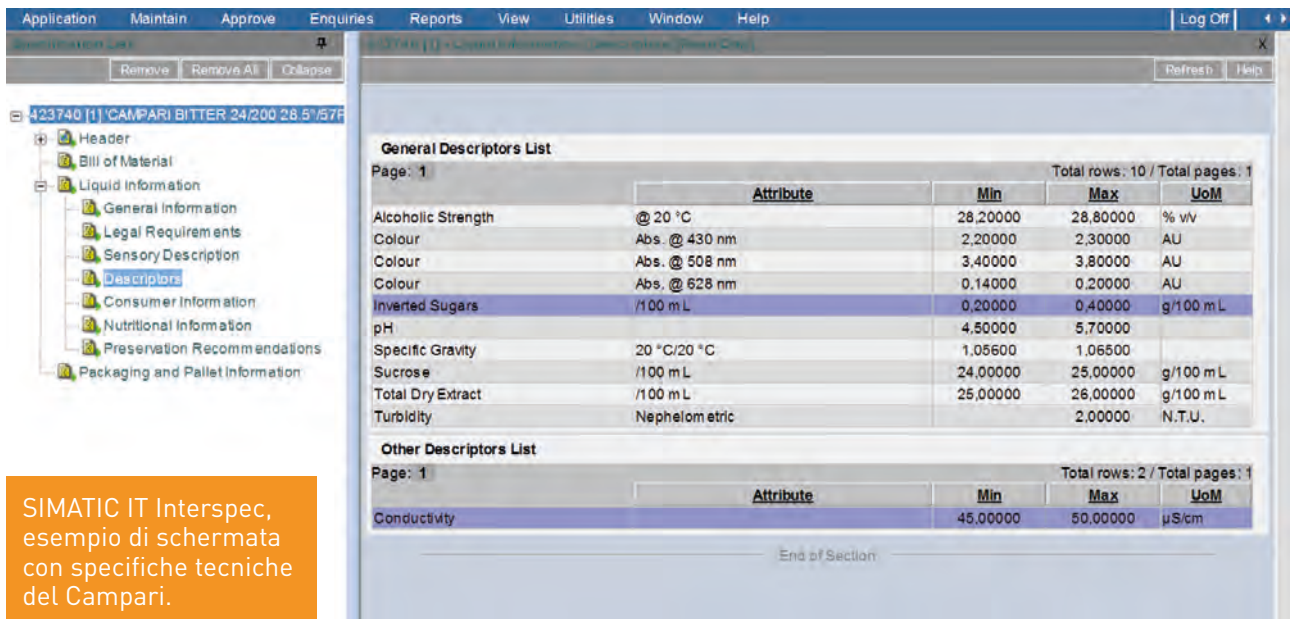 Application Maintain Approve Enquiries Reports View Utilities Window Help Log Off
Specification List
Remove Remove All Collapse
Refresh Help
423740 [1] 'CAMPARI BITTER 24/200 28.5°/57F
Header
Bill of Material
Liquid Information
General Information
Legal Requirements
Sensory Description
Descriptors
Consumer Information
Nutritional Information
Preservation Recommendations
Packaging and Pallet Information
General Descriptors List
Page: 1 Total rows: 10 / Total pages: 1
Attribute Min Max UoM
Alcoholic Strength @ 20 °C 28,20000 28,80000 % v/v
Colour Abs. @ 430 nm 2,20000 2,30000 AU
Colour Abs. @ 508 nm 3,40000 3,80000 AU
Colour Abs. @ 628 nm 0,14000 0,20000 AU
Inverted Sugars /100 mL 0,20000 0,40000 g/100 mL
pH 4,50000 5,70000
Specific Gravity 20 °C/20 °C 1,05600 1,06500
Sucrose /100 mL 24,00000 25,00000 g/100 mL
Total Dry Extract /100 mL 25,00000 26,00000 g/100 mL
Turbidity Nephelometric 2,00000 N.T.U.
Other Descriptors List
Page: 1 Total rows: 2 / Total pages: 1
Attribute Min Max UoM
Conductivity 45,00000 50,00000 µS/cm
End of Section
SIMATIC IT Interspec,
esempio di schermata
con specifiche tecniche
del Campari.